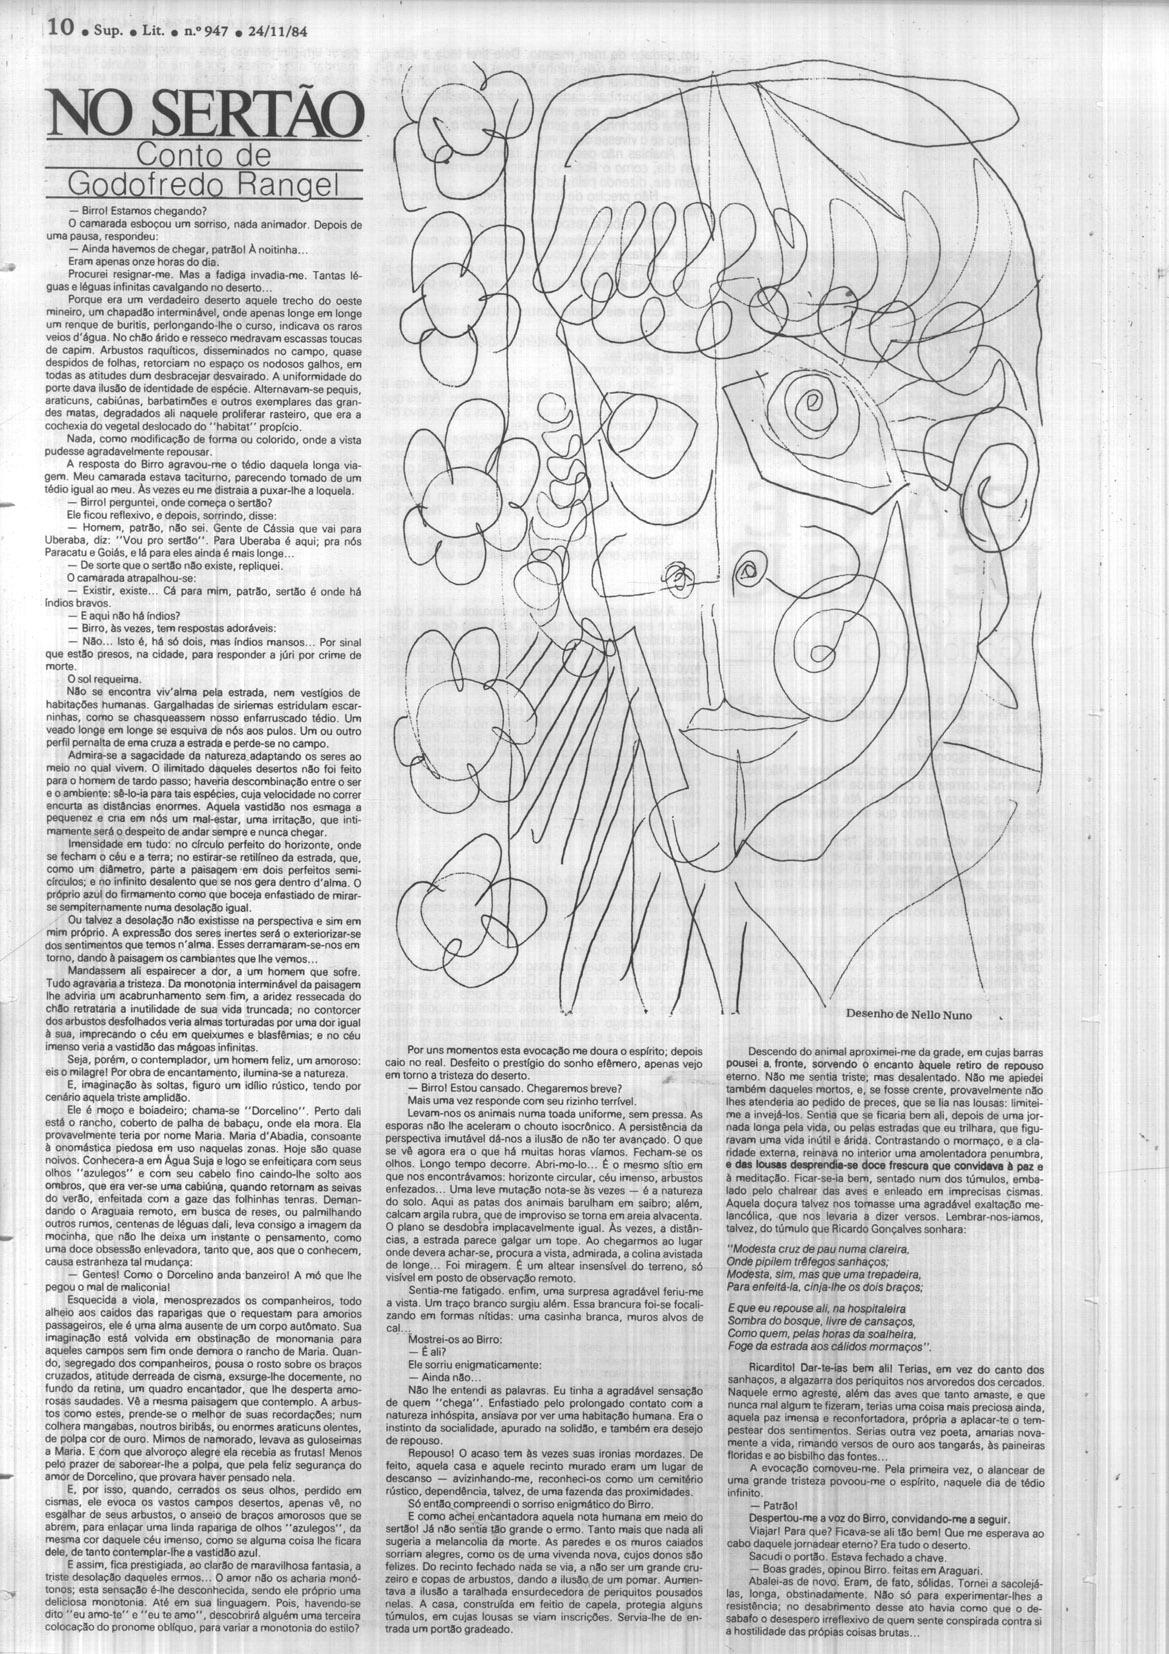 10 • Sup. • Lit. • n.º 947 • 24/11/84
NO SERTÃO
Conto de
Godofredo Rangel
— Birro! Estamos chegando?
O camarada esboçou um sorriso, nada animador. Depois de
uma pausa, respondeu:
— Ainda havemos de chegar, patrão! À noitinha...
Eram apenas onze horas do dia.
Procurei resignar-me. Mas a fadiga invadia-me. Tantas lé-
guas e léguas infinitas cavalgando no deserto...
Porque era um verdadeiro deserto aquele trecho do oeste
mineiro, um chapadão interminável, onde apenas longe em longe
um renque de buritis, perlongando-lhe o curso, indicava os raros
veios d'água. No chão árido e resseco medravam escassas toucas
de capim. Arbustos raquíticos, disseminados no campo, quase
despidos de folhas, retorciam no espaço os nodosos galhos, em
todas as atitudes dum desbracejar desvairado. A uniformidade do
porte dava ilusão de identidade de espécie. Alternavam-se pequis,
araticuns, cabiúnas, barbatimões e outros exemplares das gran-
des matas, degradados ali naquele proliferar rasteiro, que era a
cochexia do vegetal deslocado do "habitat" propício.
Nada, como modificação de forma ou colorido, onde a vista
pudesse agradavelmente repousar.
A resposta do Birro agravou-me o tédio daquela longa via-
gem. Meu camarada estava taciturno, parecendo tomado de um
tédio igual ao meu. Às vezes eu me distraia a puxar-lhe a loquela.
— Birro! perguntei, onde começa o sertão?
Ele ficou reflexivo, e depois, sorrindo, disse:
— Homem, patrão, não sei. Gente de Cássia que vai para
Uberaba, diz: "Vou pro sertão". Para Uberaba é aqui; pra nós
Paracatu e Goiás, e lá para eles ainda é mais longe...
— De sorte que o sertão não existe, repliquei.
O camarada atrapalhou-se:
— Existir, existe... Cá para mim, patrão, sertão é onde há
índios bravos.
— E aqui não há índios?
— Birro, às vezes, tem respostas adoráveis:
— Não... Isto é, há só dois, mas índios mansos... Por sinal
que estão presos, na cidade, para responder a júri por crime de
morte.
O sol requeima.
Não se encontra viv'alma pela estrada, nem vestígios de
habitações humanas. Gargalhadas de siriemas estridulam escar-
ninhas, como se chasqueassem nosso enfarruscado tédio. Um
veado longe em longe se esquiva de nós aos pulos. Um ou outro
perfil pernalta de ema cruza a estrada e perde-se no campo.
Admira-se a sagacidade da natureza adaptando os seres ao
meio no qual vivem. O ilimitado daqueles desertos não foi feito
para o homem de tardo passo; haveria descombinação entre o ser
e o ambiente: sê-lo-ia para tais espécies, cuja velocidade no correr
encurta as distâncias enormes. Aquela vastidão nos esmaga a
pequenez e cria em nós um mal-estar, uma irritação, que inti-
mamente será o despeito de andar sempre e nunca chegar.
Imensidade em tudo: no círculo perfeito do horizonte, onde
se fecham o céu e a terra; no estirar-se retilíneo da estrada, que,
como um diâmetro, parte a paisagem em dois perfeitos semi-
círculos; e no infinito desalento que se nos gera dentro d'alma. O
próprio azul do firmamento como que boceja enfastiado de mirar-
se sempiternamente numa desolação igual.
Ou talvez a desolação não existisse na perspectiva e sim em
mim próprio. A expressão dos seres inertes será o exteriorizar-se
dos sentimentos que temos n'alma. Esses derramaram-se-nos em
torno, dando à paisagem os cambiantes que lhe vemos...
Mandassem ali espairecer a dor, a um homem que sofre.
Tudo agravaria a tristeza. Da monotonia interminável da paisagem
lhe adviria um acabrunhamento sem fim, a aridez ressecada do
chão retrataria a inutilidade de sua vida truncada; no contorcer
dos arbustos desfolhados veria almas torturadas por uma dor igual
à sua, imprecando o céu em queixumes e blasfêmias; e no céu
imenso veria a vastidão das mágoas infinitas.
Seja, porém, o contemplador, um homem feliz, um amoroso:
eis o milagre! Por obra de encantamento, ilumina-se a natureza.
E, imaginação às soltas, figuro um idílio rústico, tendo por
cenário aquela triste amplidão.
Ele é moço e boiadeiro; chama-se "Dorcelino". Perto dali
está o rancho, coberto de palha de babaçu, onde ela mora. Ela
provavelmente teria por nome Maria. Maria d'Abadia, consoante
à onomástica piedosa em uso naquelas zonas. Hoje são quase
noivos. Conhecera-a em Água Suja e logo se enfeitiçara com seus
olhos "azulegos" e com seu cabelo fino caindo-lhe solto aos
ombros, que era ver-se uma cabiúna, quando retornam as seivas
do verão, enfeitada com a gaze das folhinhas tenras. Deman-
dando o Araguaia remoto, em busca de reses, ou palmilhando
outros rumos, centenas de léguas dali, leva consigo a imagem da
mocinha, que não lhe deixa um instante o pensamento, como
uma doce obsessão enlevadora, tanto que, aos que o conhecem,
causa estranheza tal mudança:
— Gentes! Como o Dorcelino anda banzeiro! A mó que lhe
pegou o mal de maliconia!
Esquecida a viola, menosprezados os companheiros, todo
alheio aos caídos das raparigas que o requestam para amorios
passageiros, ele é uma alma ausente de um corpo autômato. Sua
imaginação está volvida em obstinação de monomania para
aqueles campos sem fim onde demora o rancho de Maria. Quan-
do, segregado dos companheiros, pousa o rosto sobre os braços
cruzados, atitude derreada de cisma, exsurge-lhe docemente, no
fundo da retina, um quadro encantador, que lhe desperta amo-
rosas saudades. Vê a mesma paisagem que contemplo. A arbus-
tos como estes, prende-se o melhor de suas recordações; num
colhera mangabas, noutros biribás, ou enormes araticuns olentes,
de polpa cor de ouro. Mimos de namorado, levava as guloseimas
a Maria. E com que alvoroço alegre ela recebia as frutas! Menos
pelo prazer de saborear-lhe a polpa, que pela feliz segurança do
amor de Dorcelino, que provara haver pensado nela.
E, por isso, quando, cerrados os seus olhos, perdido em
cismas, ele evoca os vastos campos desertos, apenas vê, no
esgalhar de seus arbustos, o anseio de braços amorosos que se
abrem, para enlaçar uma linda rapariga de olhos "azulegos", da
mesma cor daquele céu imenso, como se alguma coisa lhe ficara
dele, de tanto contemplar-lhe a vastidão azul.
E assim, fica prestigiada, ao clarão de maravilhosa fantasia, a
triste desolação daqueles ermos... O amor não os acharia monó-
tonos; esta sensação é-lhe desconhecida, sendo ele próprio uma
deliciosa monotonia. Até em sua linguagem. Pois, havendo-se
dito "eu amo-te" e "eu te amo", descobrirá alguém uma terceira
colocação do pronome oblíquo, para variar a monotonia do estilo?
Desenho de Nello Nuno
Por uns momentos esta evocação me doura o espírito; depois
caio no real. Desfeito o prestígio do sonho efêmero, apenas vejo
em torno a tristeza do deserto.
— Birro! Estou cansado. Chegaremos breve?
Mais uma vez responde com seu rizinho terrível.
Levam-nos os animais numa toada uniforme, sem pressa. As
esporas não lhe aceleram o chouto isocrônico. A persistência da
perspectiva imutável dá-nos a ilusão de não ter avançado. O que
se vê agora era o que há muitas horas víamos. Fecham-se os
olhos. Longo tempo decorre. Abri-mo-lo... É o mesmo sítio em
que nos encontrávamos: horizonte circular, céu imenso, arbustos
enfezados... Uma leve mutação nota-se às vezes — é a natureza
do solo. Aqui as patas dos animais barulham em saibro; além,
calcam argila rubra, que de improviso se torna em areia alvacenta.
O plano se desdobra implacavelmente igual. Às vezes, a distân-
cias, a estrada parece galgar um tope. Ao chegarmos ao lugar
onde devera achar-se, procura a vista, admirada, a colina avistada
de longe... Foi miragem. É um altear insensível do terreno, só
visível em posto de observação remoto.
Sentia-me fatigado. enfim, uma surpresa agradável feriu-me
a vista. Um traço branco surgiu além. Essa brancura foi-se focali-
zando em formas nítidas: uma casinha branca, muros alvos de
cal...
Mostrei-os ao Birro:
— É ali?
Ele sorriu enigmaticamente:
— Ainda não...
Não lhe entendi as palavras. Eu tinha a agradável sensação
de quem "chega". Enfastiado pelo prolongado contato com a
natureza inhóspita, ansiava por ver uma habitação humana. Era o
instinto da socialidade, apurado na solidão, e também era desejo
de repouso.
Repouso! O acaso tem às vezes suas ironias mordazes. De
feito, aquela casa e aquele recinto murado eram um lugar de
descanso — avizinhando-me, reconheci-os como um cemitério
rústico, dependência, talvez, de uma fazenda das proximidades.
Só então compreendi o sorriso enigmático do Birro.
E como achei encantadora aquela nota humana em meio do
sertão! Já não sentia tão grande o ermo. Tanto mais que nada ali
sugeria a melancolia da morte. As paredes e os muros caiados
sorriam alegres, como os de uma vivenda nova, cujos donos são
felizes. Do recinto fechado nada se via, a não ser um grande cru-
zeiro e copas de arbustos, dando a ilusão de um pomar. Aumen-
tava a ilusão a taralhada ensurdecedora de periquitos pousados
nelas. A casa, construída em feitio de capela, protegia alguns
túmulos, em cujas lousas se viam inscrições. Servia-lhe de en-
trada um portão gradeado.
Descendo do animal aproximei-me da grade, em cujas barras
pousei a fronte, sorvendo o encanto àquele retiro de repouso
eterno. Não me sentia triste; mas desalentado. Não me apiedei
também daqueles mortos, e, se fosse crente, provavelmente não
lhes atenderia ao pedido de preces, que se lia nas lousas: limitei-
me a invejá-los. Sentia que se ficaria bem ali, depois de uma jor-
nada longa pela vida, ou pelas estradas que eu trilhara, que figu-
ravam uma vida inútil e árida. Contrastando o mormaço, e a cla-
ridade externa, reinava no interior uma amolentadora penumbra,
e das lousas desprendia-se doce frescura que convidava à paz e
à meditação. Ficar-se-ia bem, sentado num dos túmulos, emba-
lado pelo chalrear das aves e enleado em imprecisas cismas.
Aquela doçura talvez nos tomasse uma agradável exaltação me-
lancólica, que nos levaria a dizer versos. Lembrar-nos-iamos,
talvez, do túmulo que Ricardo Gonçalves sonhara:
"Modesta cruz de pau numa clareira,
Onde pipilem trêfegos sanhaços;
Modesta, sim, mas que uma trepadeira,
Para enfeitá-la, cinja-lhe os dois braços;
E que eu repouse ali, na hospitaleira
Sombra do bosque, livre de cansaços,
Como quem, pelas horas da soalheira,
Foge da estrada aos cálidos mormaços".
Ricardito! Dar-te-ias bem ali! Terias, em vez do canto dos
sanhaços, a algazarra dos periquitos nos arvoredos dos cercados.
Naquele ermo agreste, além das aves que tanto amaste, e que
nunca mal algum te fizeram, terias uma coisa mais preciosa ainda,
aquela paz imensa e reconfortadora, própria a aplacar-te o tem-
pestear dos sentimentos. Serias outra vez poeta, amarias nova-
mente a vida, rimando versos de ouro aos tangarás, às paineiras
floridas e ao bisbilho das fontes...
A evocação comoveu-me. Pela primeira vez, o alancear de
uma grande tristeza povoou-me o espírito, naquele dia de tédio
infinito.
— Patrão!
Despertou-me a voz do Birro, convidando-me a seguir.
Viajar! Para que? Ficava-se ali tão bem! Que me esperava ao
cabo daquele jornadear eterno? Era tudo o deserto.
Sacudi o portão. Estava fechado a chave.
— Boas grades, opinou Birro. feitas em Araguari.
Abalei-as de novo. Eram, de fato, sólidas. Tornei a sacolejá-
las, longa, obstinadamente. Não só para experimentar-lhes a
resistência; no desabrimento desse ato havia como que o de-
sabafo o desespero irreflexivo de quem sente conspirada contra si
a hostilidade das própias coisas brutas...